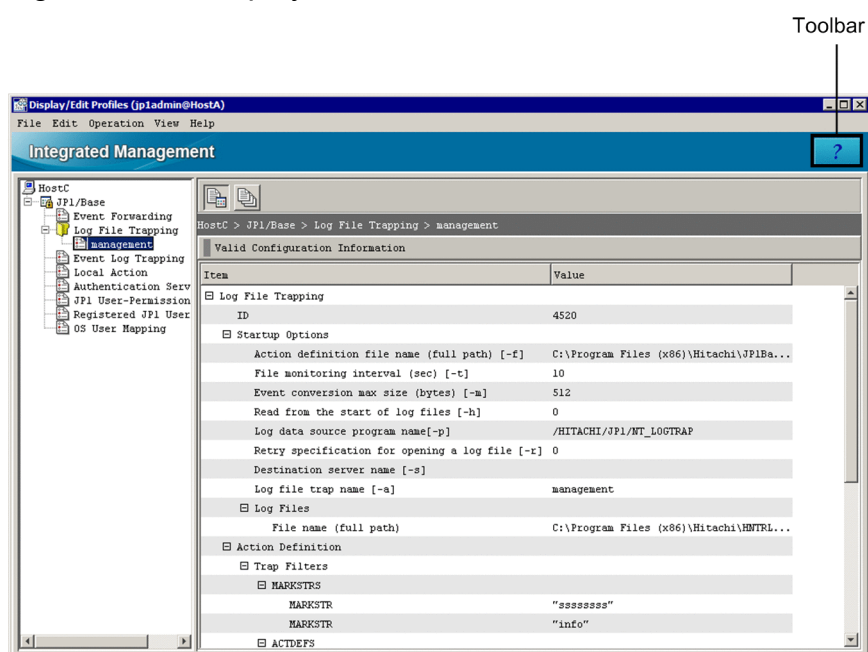 Toolbar
Display/Edit Profiles (jp1admin@HostA)
File Edit Operation View Help
Integrated Management
?
HostC
JP1/Base
Event Forwarding
Log File Trapping
management
Event Log Trapping
Local Action
Authentication Serv
JP1 User-Permission
Registered JP1 User
OS User Mapping
HostC > JP1/Base > Log File Trapping > management
Valid Configuration Information
Item Value
Log File Trapping
ID 4520
Startup Options
Action definition file name (full path) [-f] C:\Program Files (x86)\Hitachi\JP1Ba...
File monitoring interval (sec) [-t] 10
Event conversion max size (bytes) [-m] 512
Read from the start of log files [-h] 0
Log data source program name[-p] /HITACHI/JP1/NT_LOGTRAP
Retry specification for opening a log file [-r] 0
Destination server name [-s]
Log file trap name [-a] management
Log Files
File name (full path) C:\Program Files (x86)\Hitachi\HNTRL...
Action Definition
Trap Filters
MARKSTRS
MARKSTR "ssssssss"
MARKSTR "info"
ACTDEFS